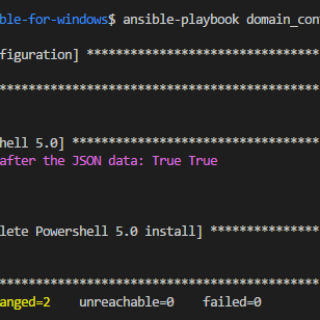 ble-for-windows$ ansible-playbook domain_con
figuration] ********************************
********************************************
hell 5.0] **********************************
after the JSON data: True True
lete Powershell 5.0 install] ***************
********************************************
anged=2    unreachable=0    failed=0